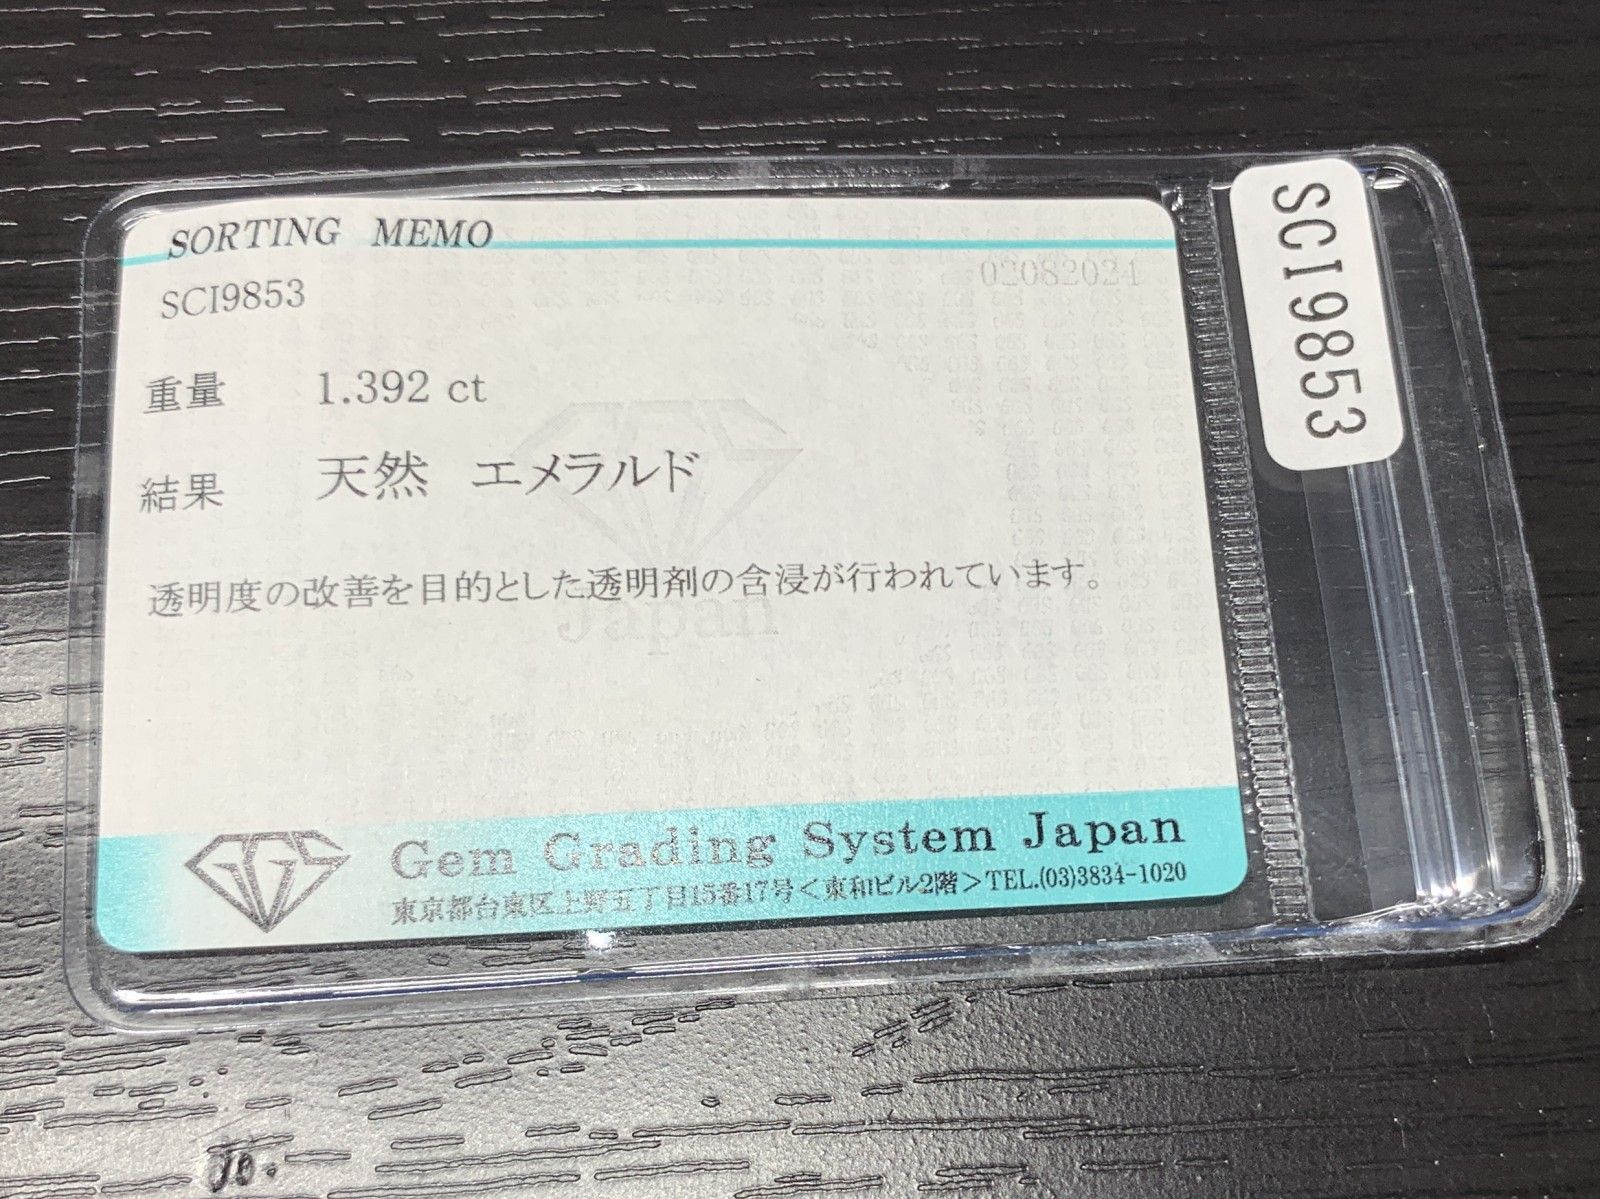 SORTING MEMO
SCI9853
02082024
重量 1.392 ct
結果 天然 エメラルド
透明度の改善を目的とした透明剤の含浸が行われています。
Japan
GGS
Gem Grading System Japan
東京都台東区上野五丁目15番17号<東和ビル2階>TEL.(03)3834-1020
SCI9853